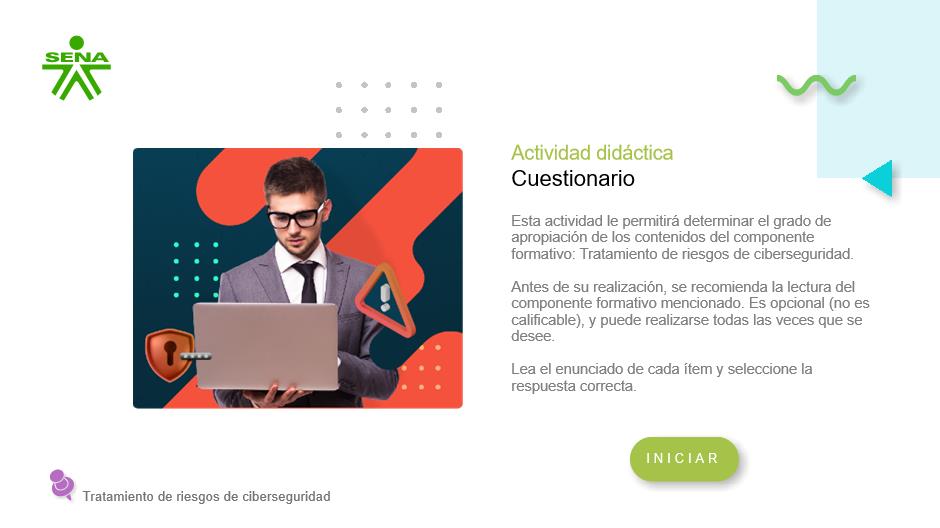 SENA
Actividad didáctica
Cuestionario
Esta actividad le permitirá determinar el grado de
apropiación de los contenidos del componente
formativo: Tratamiento de riesgos de ciberseguridad.
Antes de su realización, se recomienda la lectura del
componente formativo mencionado. Es opcional (no es
calificable), y puede realizarse todas las veces que se
desee.
Lea el enunciado de cada ítem y seleccione la
respuesta correcta.
INICIAR
Tratamiento de riesgos de ciberseguridad